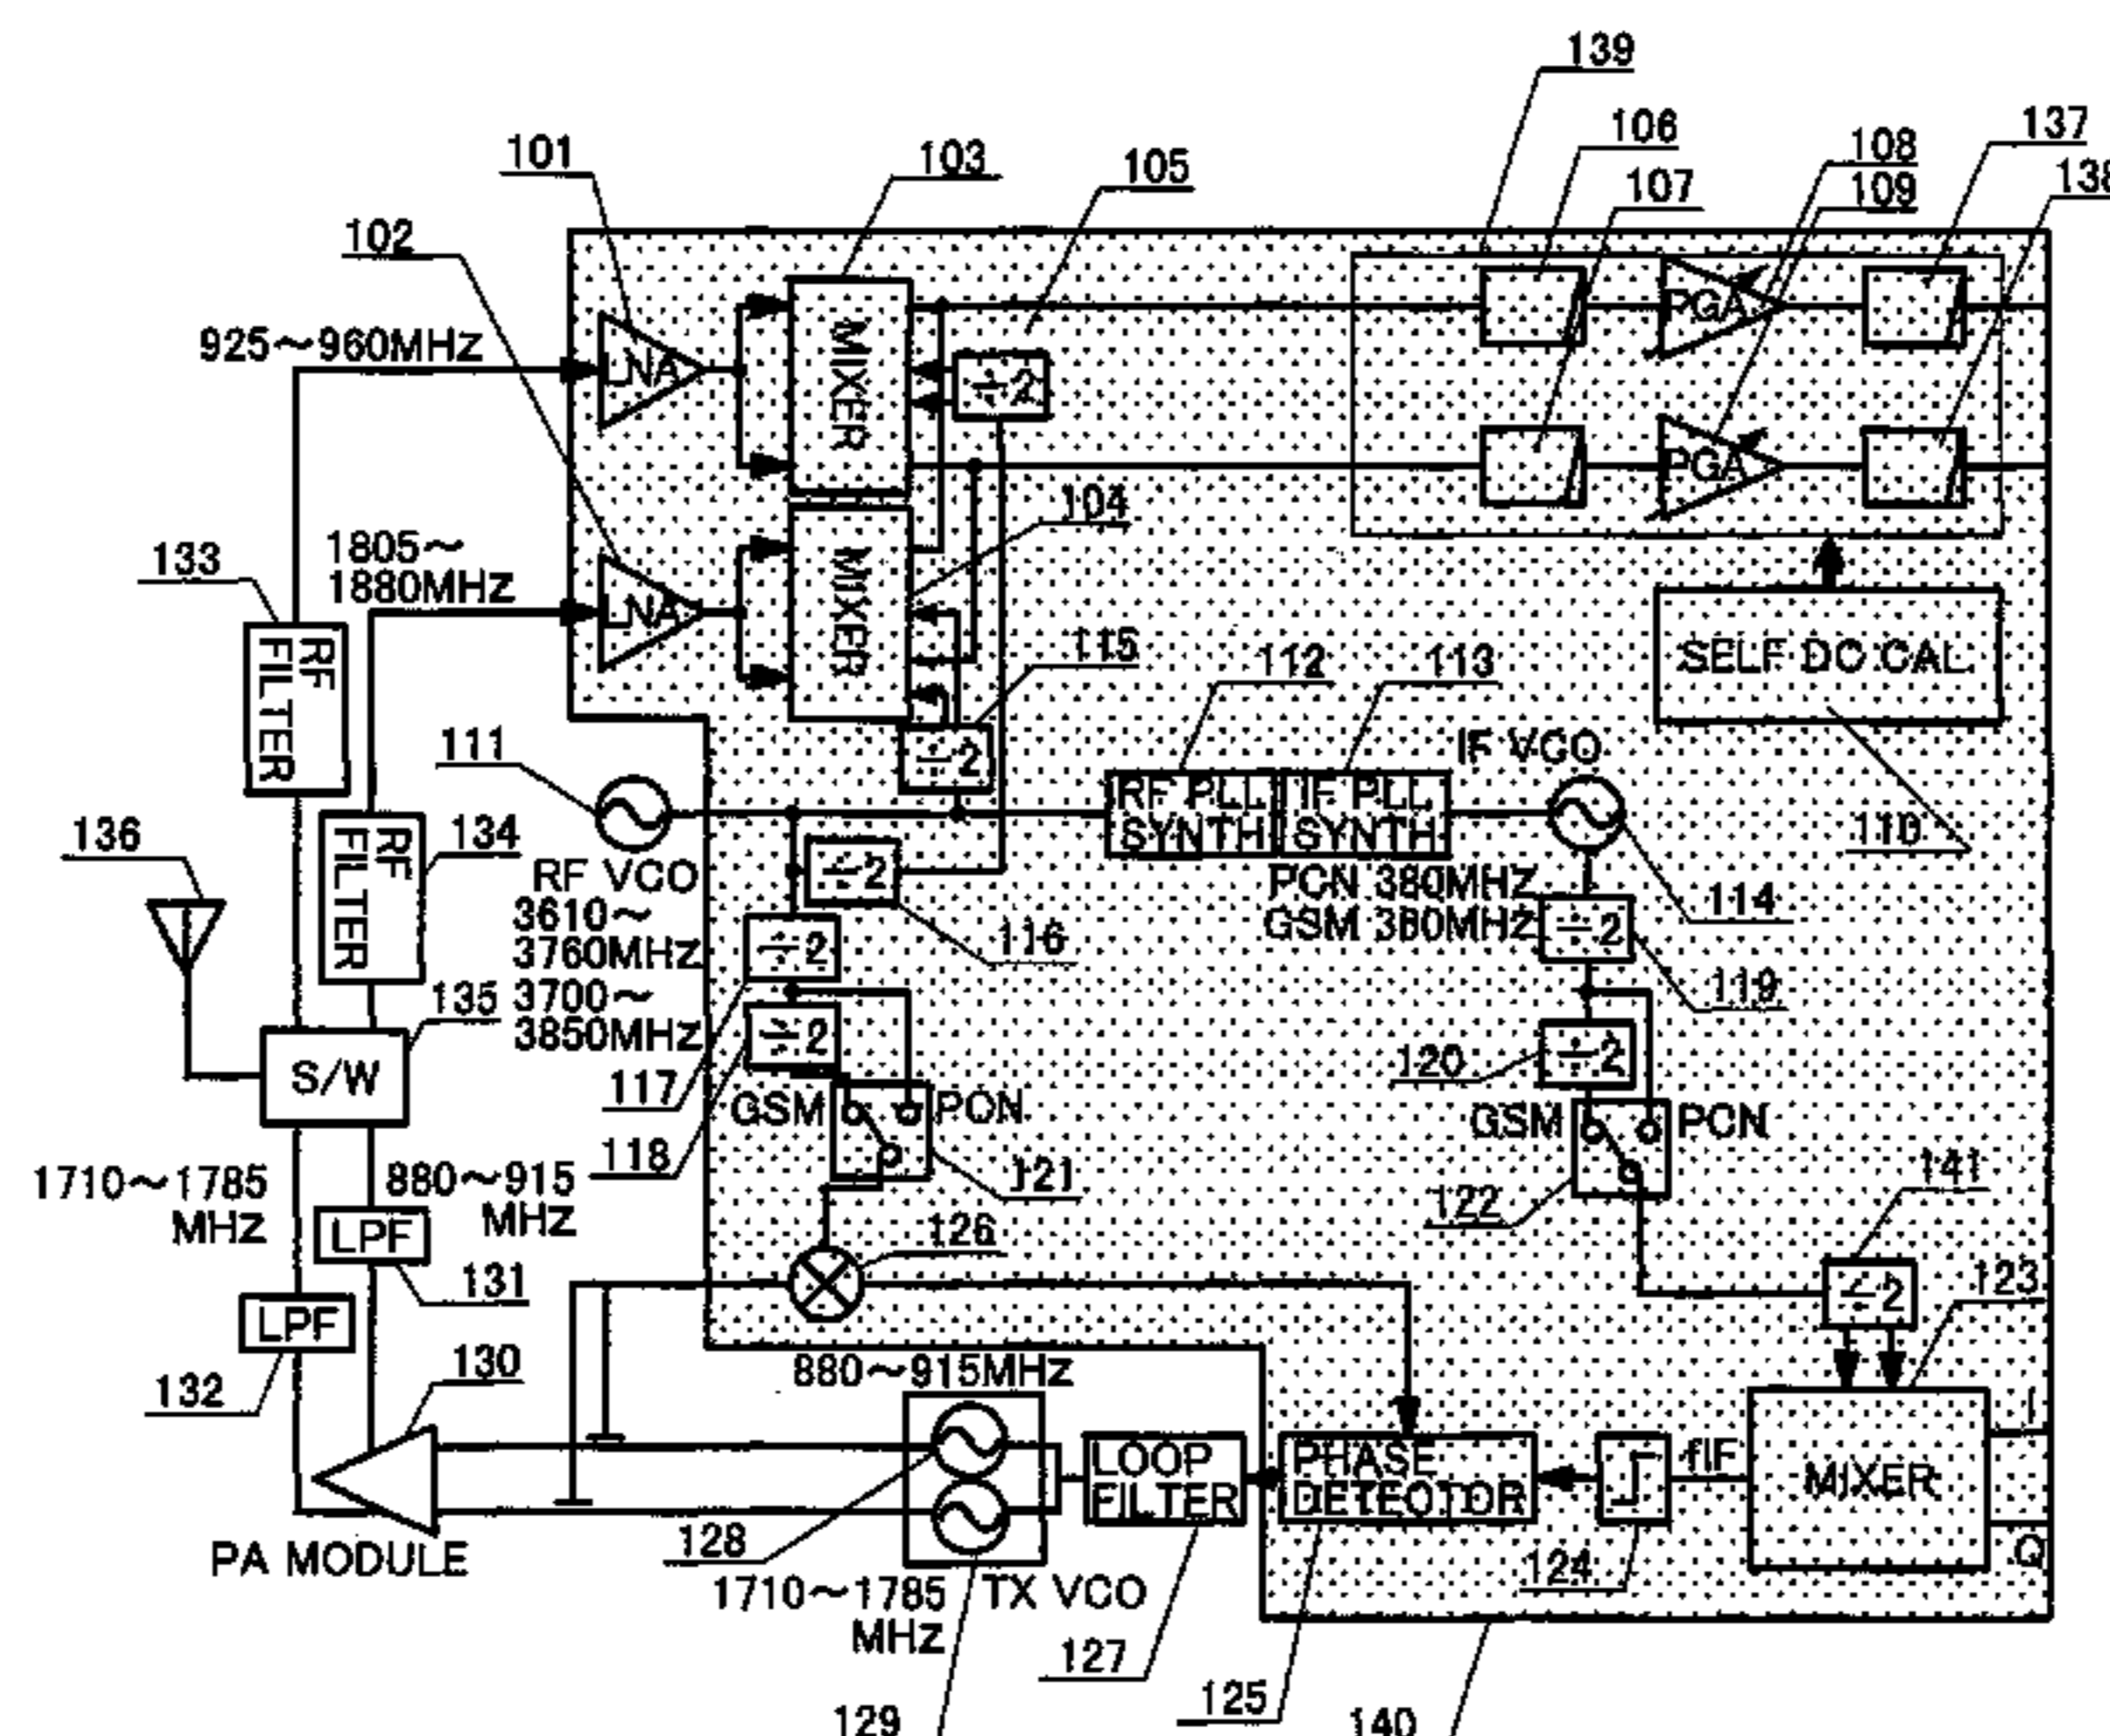 139
106
137
101
103
105
108
107
109
138
102
LNA
MIXER
÷2
PGA
925~960MHz
PGA
104
1805~
1880MHz
133
LNA
MIXER
115
112
113
SELF DC CAL.
RF
FILTER
111
÷2
RF PLL
SYNTH
IF PLL
SYNTH
IF VCO
110
136
RF
FILTER
134
RF VCO
3610~
3760MHz
3700~
3850MHz
÷2
116
PCN 380MHz
GSM 380MHz
÷2
114
119
÷2
÷2
135
S/W
117
118
GSM
PCN
121
÷2
120
GSM
PCN
122
141
1710~1785
MHz
880~915
MHz
LPF
131
126
÷2
123
LPF
132
130
880~915MHz
LOOP
FILTER
PHASE
DETECTOR
fIF
MIXER
I
Q
PA MODULE
128
1710~1785
MHz
TX VCO
124
127
129
125
140